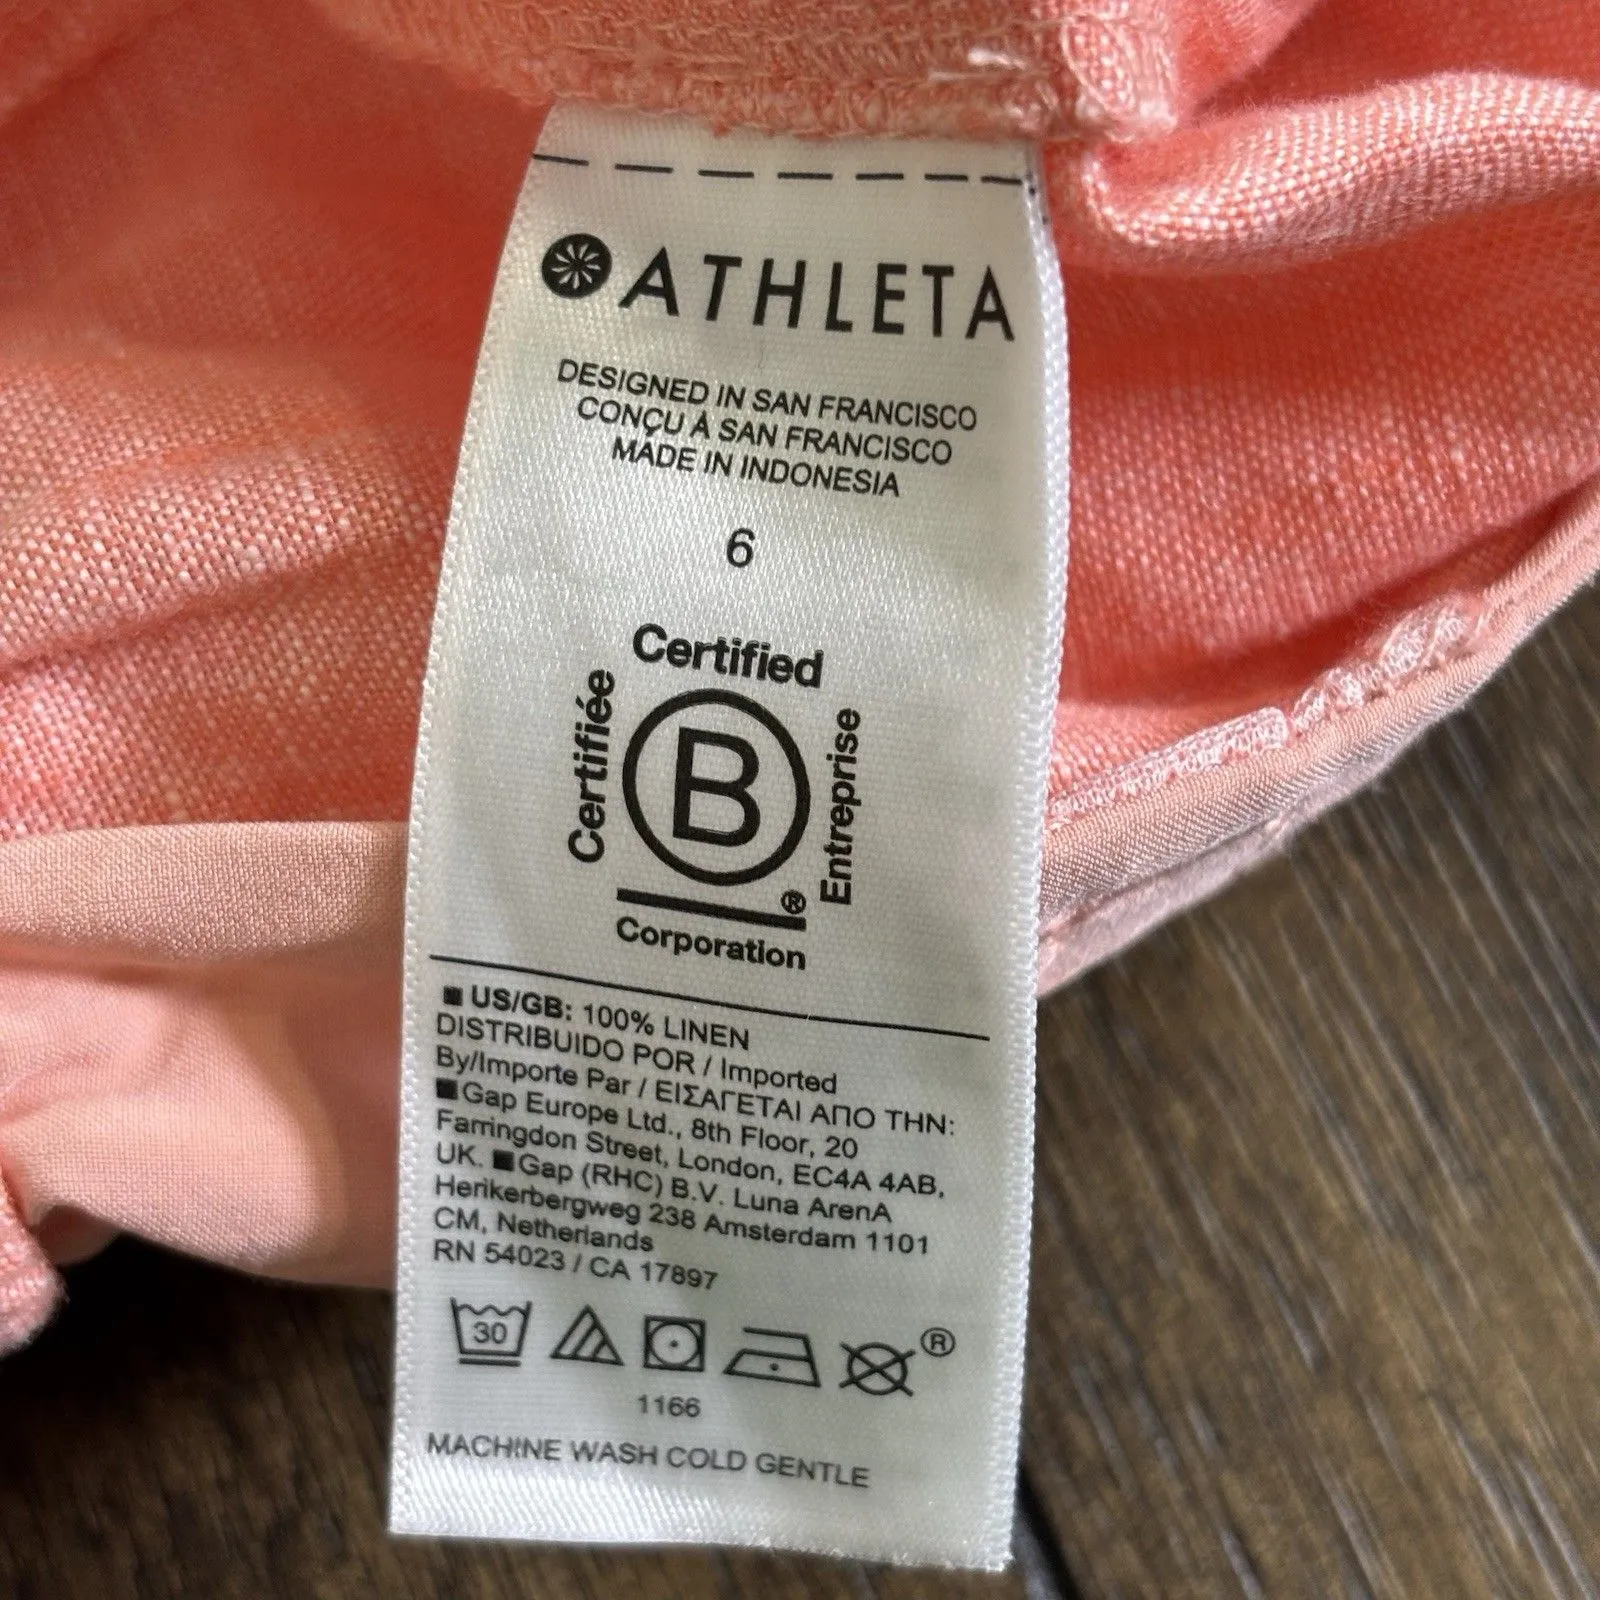 ATHLETA
DESIGNED IN SAN FRANCISCO
CONÇU À SAN FRANCISCO
MADE IN INDONESIA
6
Certified
Certifiée
B
Entreprise
®
Corporation
US/GB: 100% LINEN
DISTRIBUIDO POR / Imported
By/Importe Par / ΕΙΣΑΓΕΤΑΙ ΑΠΟ ΤΗΝ:
Gap Europe Ltd., 8th Floor, 20
Farringdon Street, London, EC4A 4AB,
UK. Gap (RHC) B.V. Luna ArenA
Herikerbergweg 238 Amsterdam 1101
CM, Netherlands
RN 54023 / CA 17897
30
®
1166
MACHINE WASH COLD GENTLE